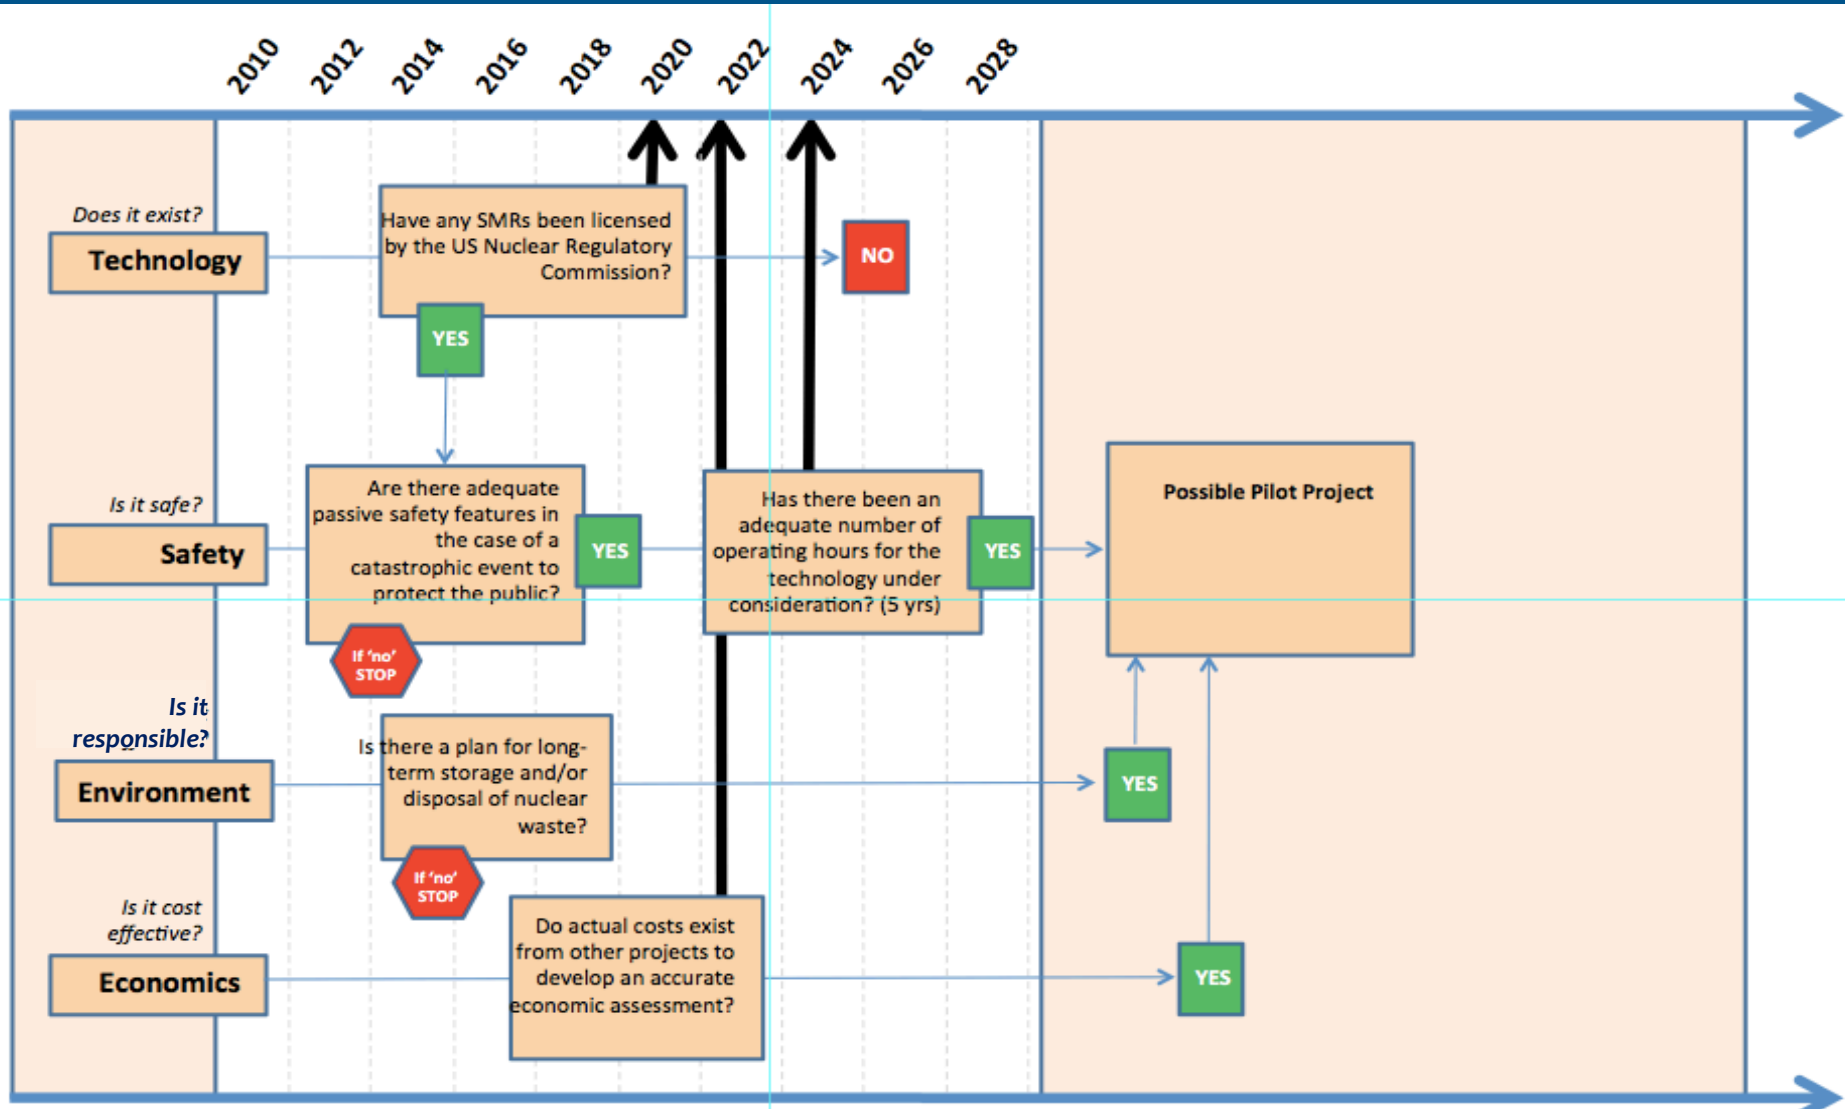 2010
2012
2014
2016
2018
2020
2022
2024
2026
2028
Does it exist?
Technology
Have any SMRs been licensed
by the US Nuclear Regulatory
Commission?
NO
YES
Is it safe?
Safety
Are there adequate
passive safety features in
the case of a
catastrophic event to
protect the public?
YES
If ‘no’
STOP
Has there been an
adequate number of
operating hours for the
technology under
consideration? (5 yrs)
YES
Possible Pilot Project
Is it
responsible?
Environment
Is there a plan for long-
term storage and/or
disposal of nuclear
waste?
If ‘no’
STOP
YES
Is it cost
effective?
Economics
Do actual costs exist
from other projects to
develop an accurate
economic assessment?
YES